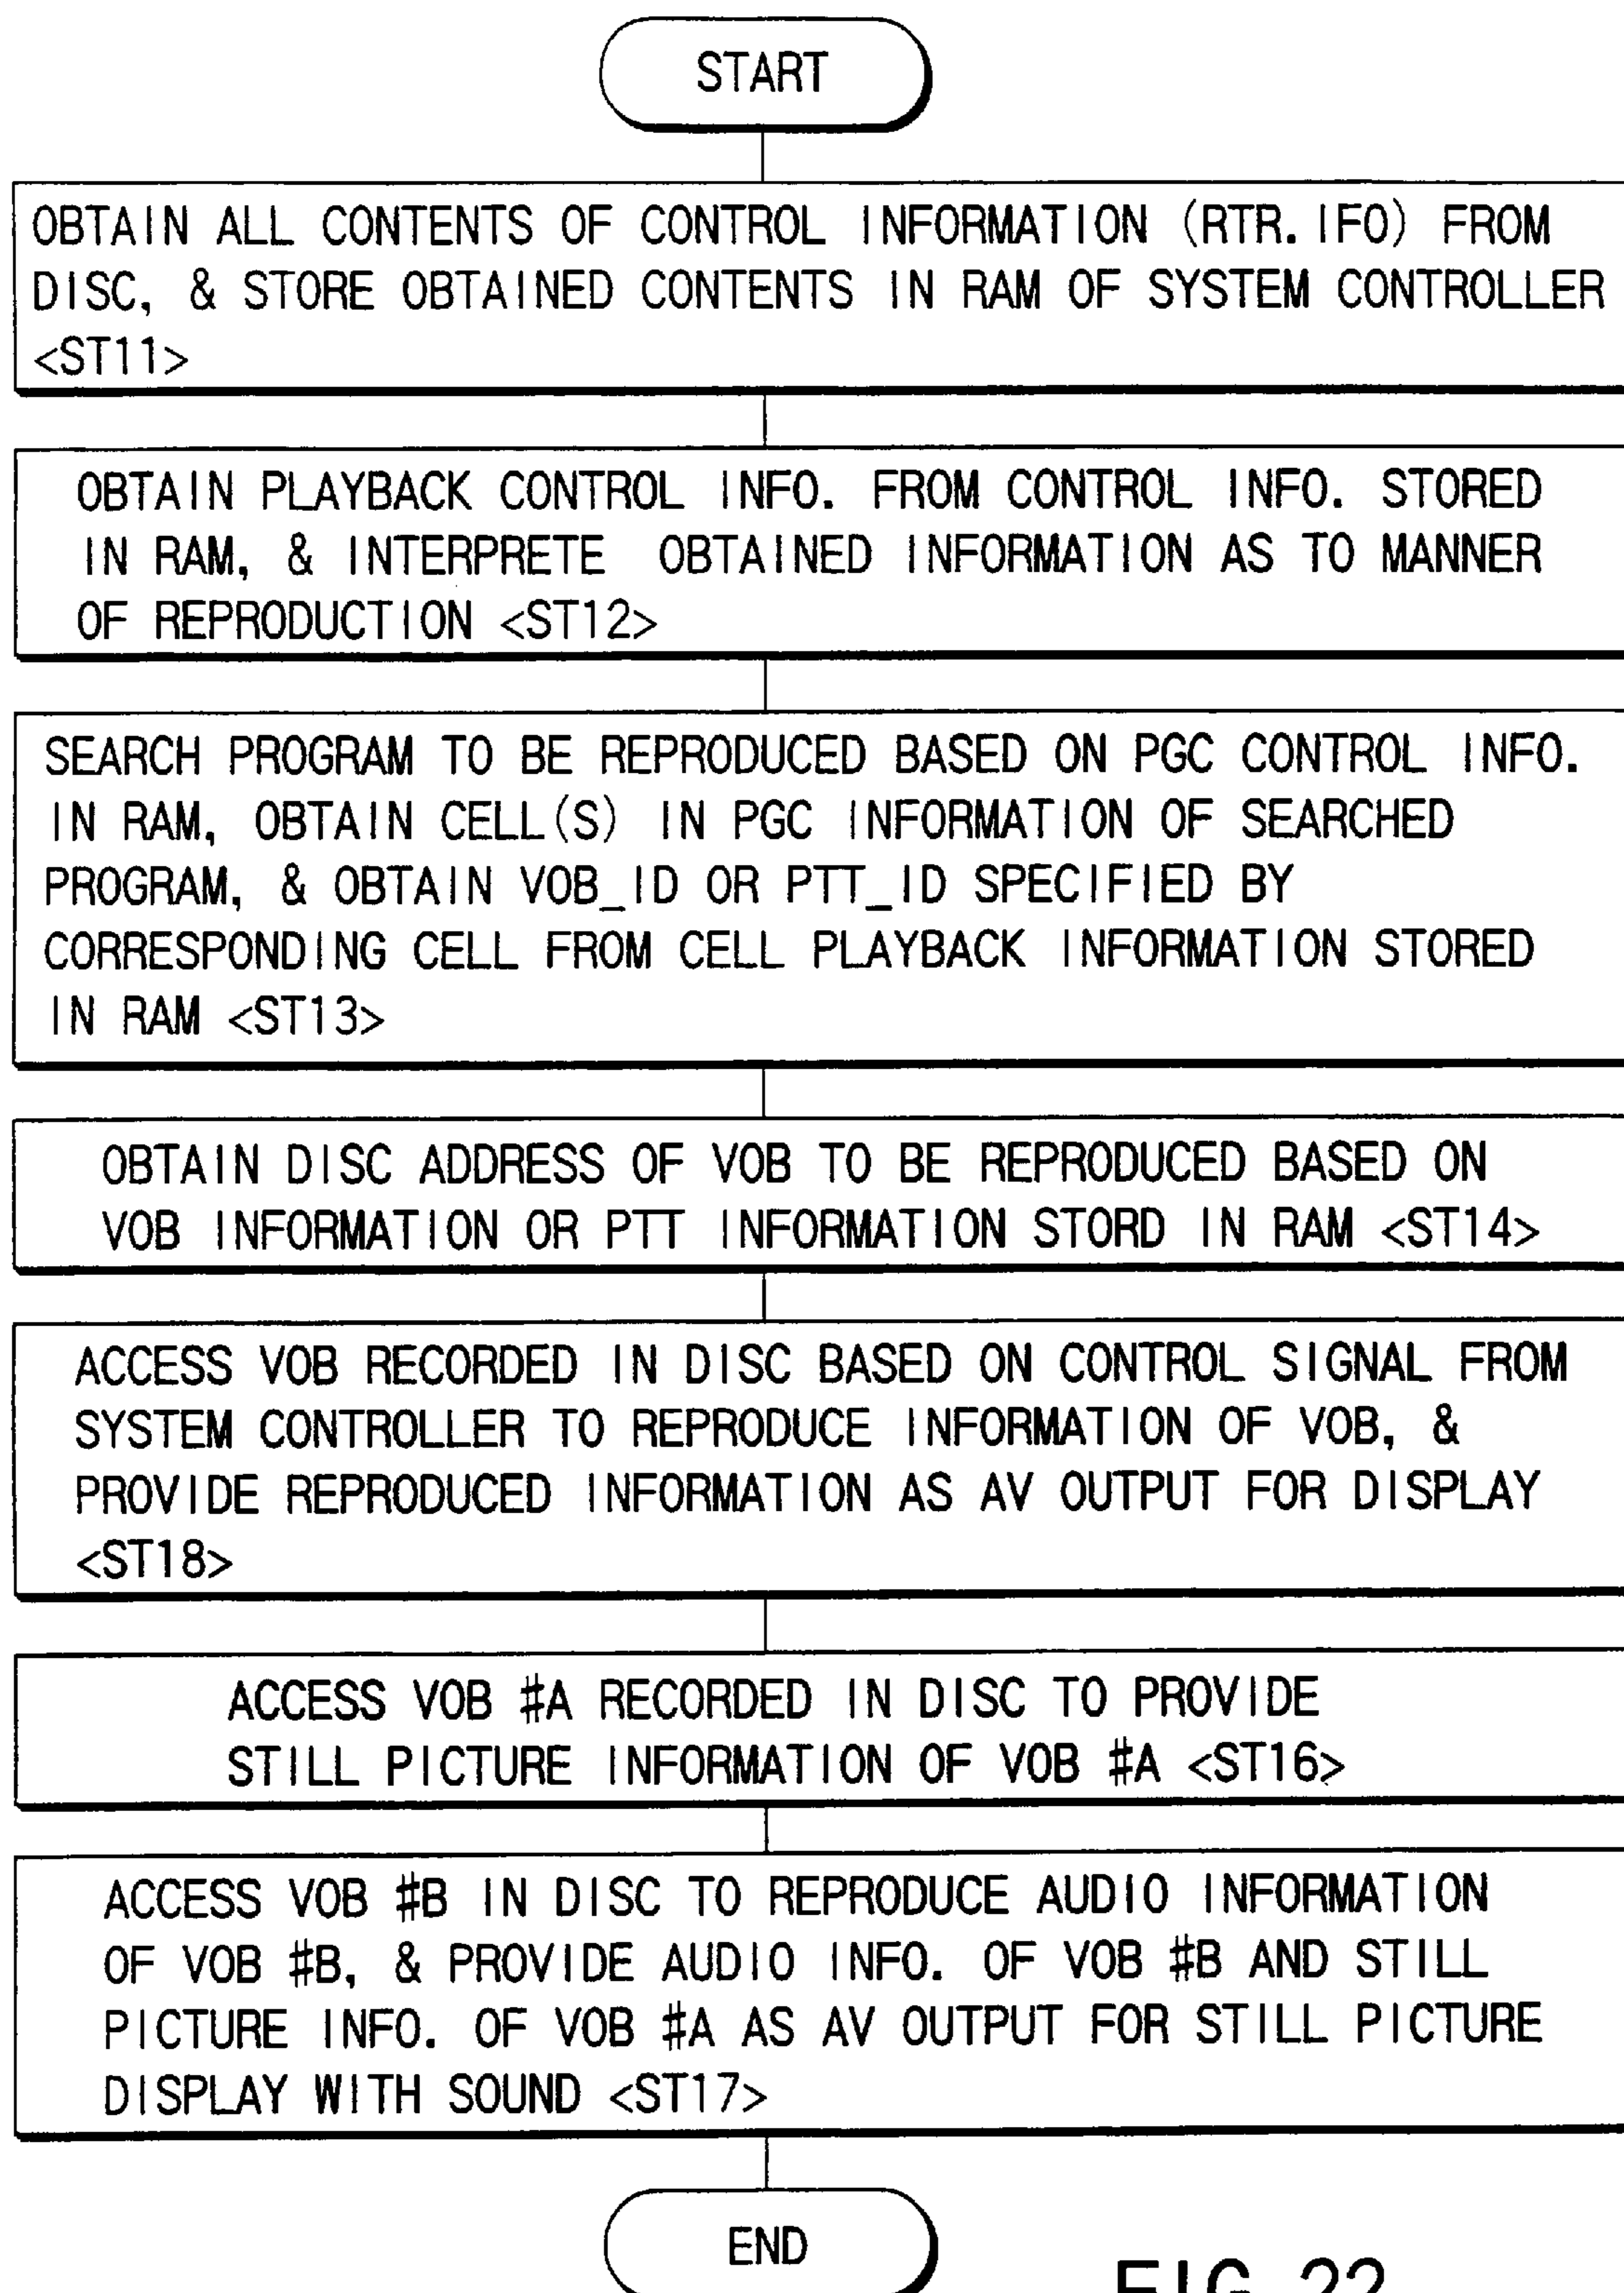 START
OBTAIN ALL CONTENTS OF CONTROL INFORMATION (RTR.IFO) FROM
DISC, & STORE OBTAINED CONTENTS IN RAM OF SYSTEM CONTROLLER
<ST11>
OBTAIN PLAYBACK CONTROL INFO. FROM CONTROL INFO. STORED
IN RAM, & INTERPRETE OBTAINED INFORMATION AS TO MANNER
OF REPRODUCTION <ST12>
SEARCH PROGRAM TO BE REPRODUCED BASED ON PGC CONTROL INFO.
IN RAM, OBTAIN CELL(S) IN PGC INFORMATION OF SEARCHED
PROGRAM, & OBTAIN VOB_ID OR PTT_ID SPECIFIED BY
CORRESPONDING CELL FROM CELL PLAYBACK INFORMATION STORED
IN RAM <ST13>
OBTAIN DISC ADDRESS OF VOB TO BE REPRODUCED BASED ON
VOB INFORMATION OR PTT INFORMATION STORD IN RAM <ST14>
ACCESS VOB RECORDED IN DISC BASED ON CONTROL SIGNAL FROM
SYSTEM CONTROLLER TO REPRODUCE INFORMATION OF VOB, &
PROVIDE REPRODUCED INFORMATION AS AV OUTPUT FOR DISPLAY
<ST18>
ACCESS VOB #A RECORDED IN DISC TO PROVIDE
STILL PICTURE INFORMATION OF VOB #A <ST16>
ACCESS VOB #B IN DISC TO REPRODUCE AUDIO INFORMATION
OF VOB #B, & PROVIDE AUDIO INFO. OF VOB #B AND STILL
PICTURE INFO. OF VOB #A AS AV OUTPUT FOR STILL PICTURE
DISPLAY WITH SOUND <ST17>
END
FIG. 22